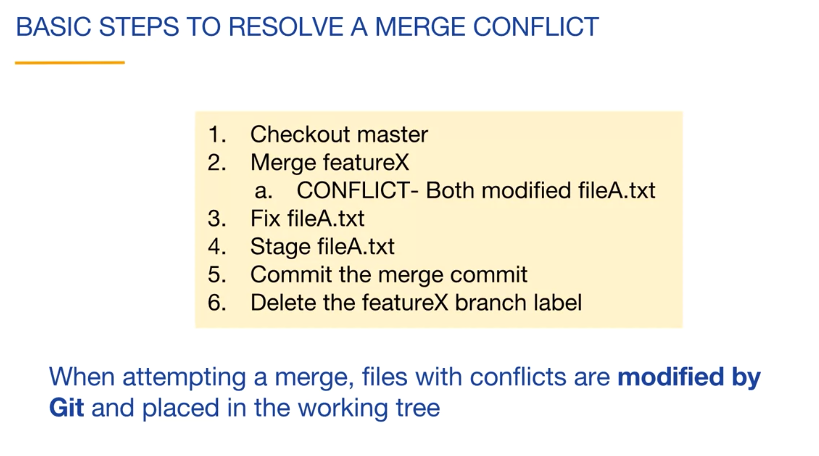 BASIC STEPS TO RESOLVE A MERGE CONFLICT
1. Checkout master
2. Merge featureX
a. CONFLICT- Both modified fileA.txt
3. Fix fileA.txt
4. Stage fileA.txt
5. Commit the merge commit
6. Delete the featureX branch label
When attempting a merge, files with conflicts are modified by
Git and placed in the working tree